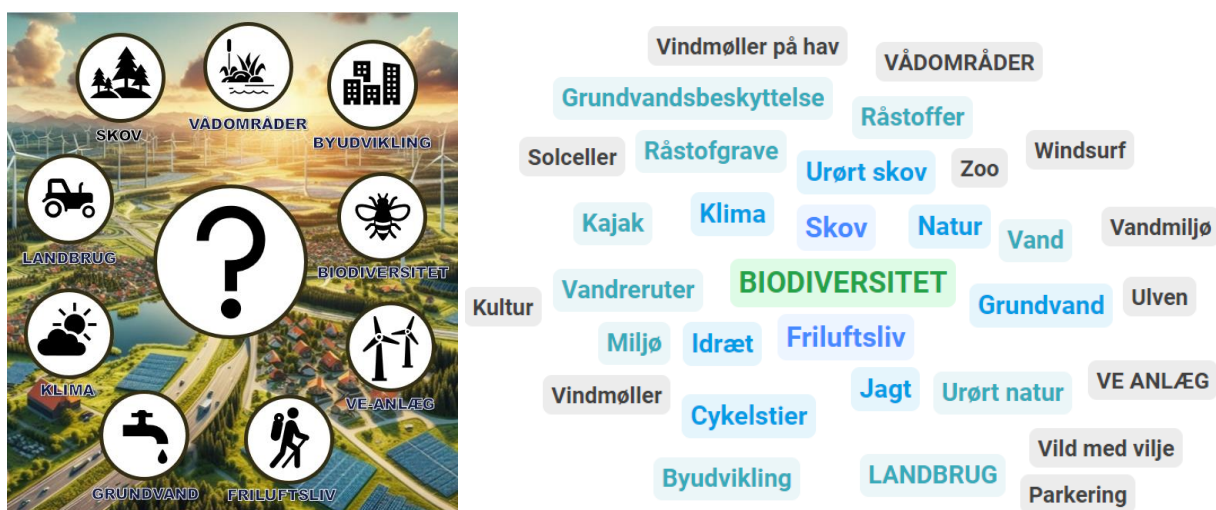 SKOV
VÅDOMRÅDER
BYUDVIKLING
LANDBRUG
?
BIODIVERSITET
KLIMA
VE-ANLÆG
GRUNDVAND
FRILUFTSLIV
Vindmøller på hav
VÅDOMRÅDER
Grundvandsbeskyttelse
Råstoffer
Solceller
Råstofgrave
Urørt skov
Zoo
Windsurf
Kajak
Klima
Skov
Natur
Vand
Vandmiljø
Kultur
Vandreruter
BIODIVERSITET
Grundvand
Ulven
Miljø
Idræt
Friluftsliv
Vindmøller
Cykelstier
Jagt
Urørt natur
VE ANLÆG
Vild med vilje
Byudvikling
LANDBRUG
Parkering